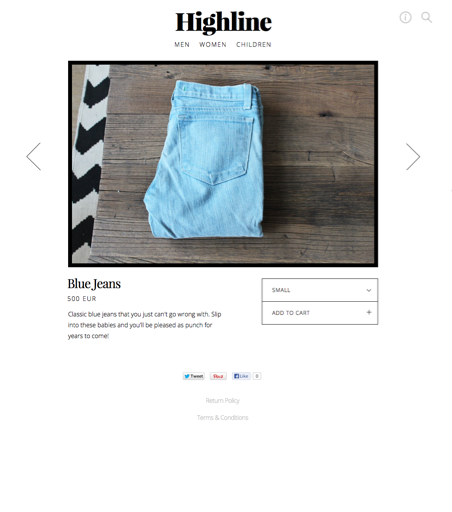 Highline
MEN WOMEN CHILDREN
Blue Jeans
500 EUR
Classic blue jeans that you just can't go wrong with. Slip
into these babies and you'll be pleased as punch for
years to come!
SMALL
ADD TO CART +
Tweet Pin it Like 0
Return Policy
Terms & Conditions